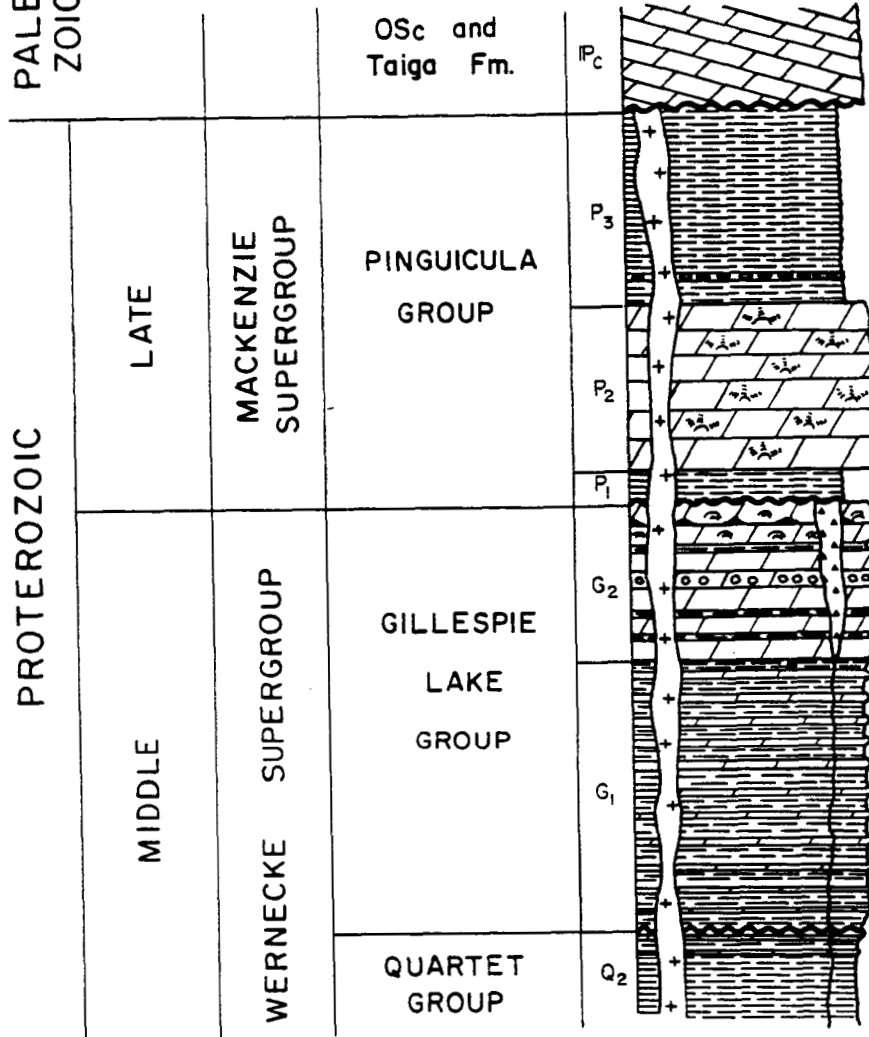 PALE
ZOIC
OSc and
Taiga Fm.
IPc
PROTEROZOIC
LATE
MACKENZIE
SUPERGROUP
PINGUICULA
GROUP
P3
P2
P1
MIDDLE
WERNECKE SUPERGROUP
GILLESPIE
LAKE
GROUP
G2
G1
QUARTET
GROUP
Q2